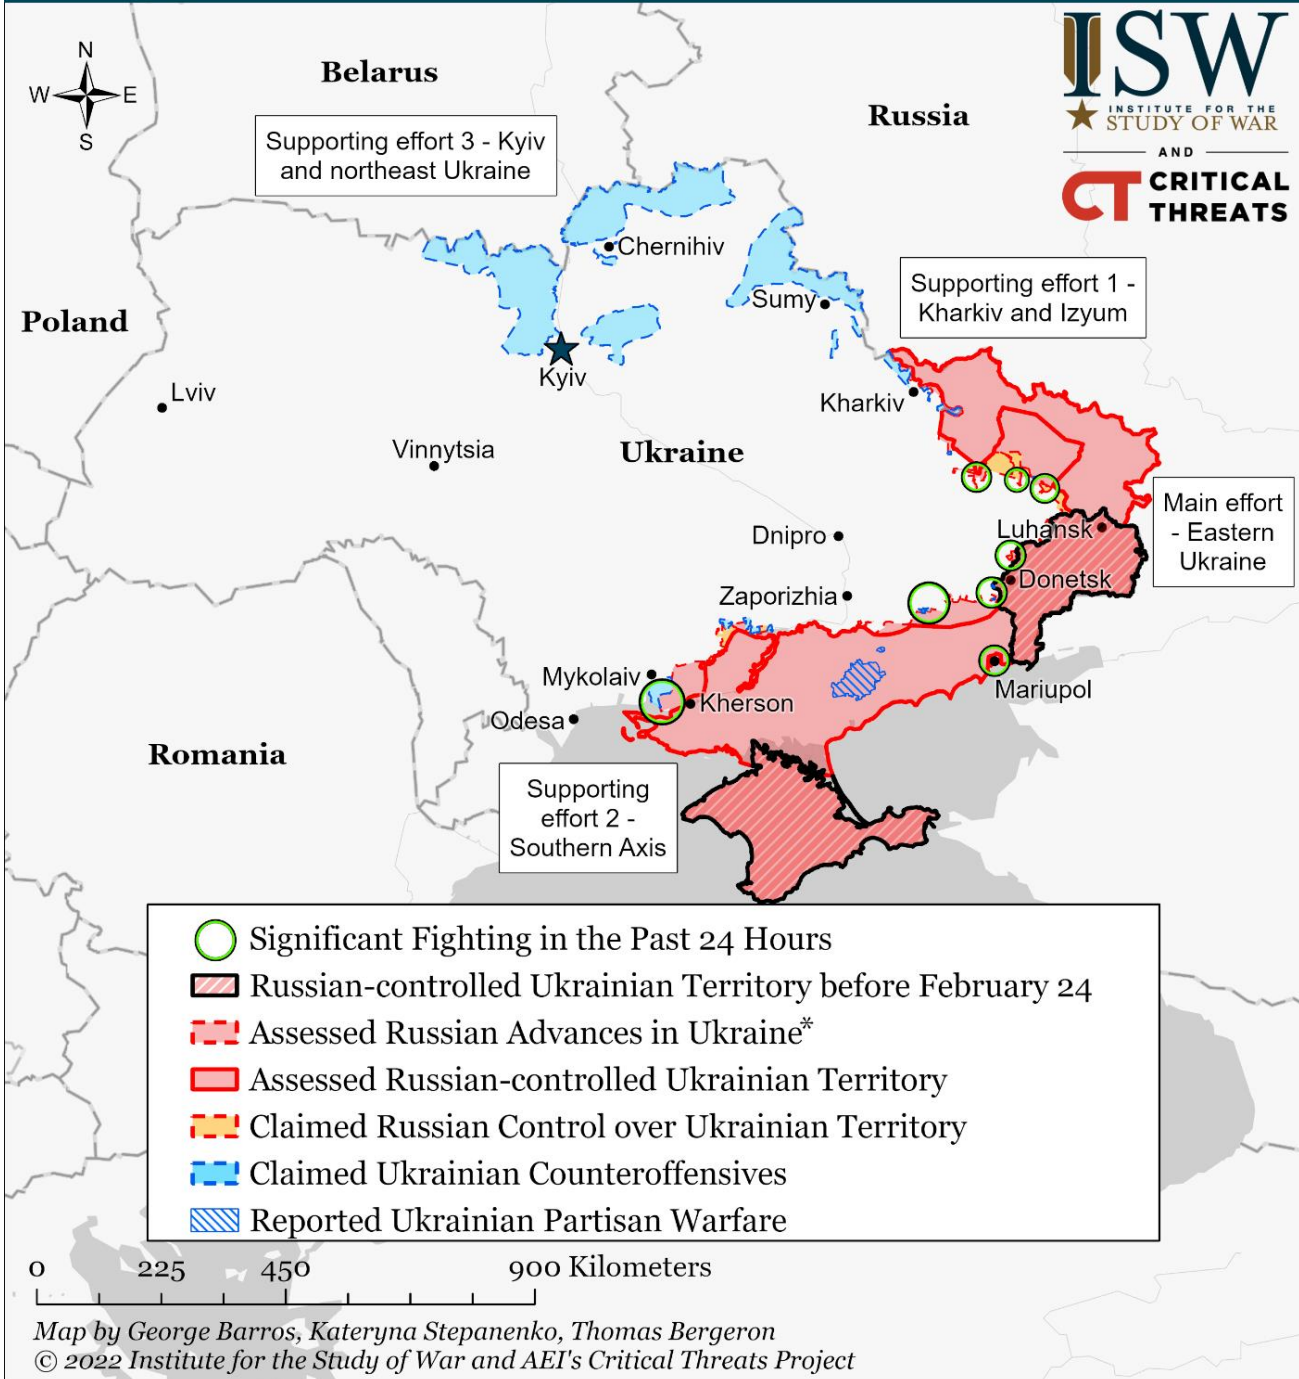 N
W E
S
Belarus
Russia
ISW
INSTITUTE FOR THE
STUDY OF WAR
AND
CT CRITICAL
THREATS
Supporting effort 3 - Kyiv
and northeast Ukraine
Chernihiv
Sumy
Supporting effort 1 -
Kharkiv and Izyum
Poland
Kyiv
Lviv
Kharkiv
Vinnytsia
Ukraine
Main effort
- Eastern
Ukraine
Luhansk
Dnipro
Donetsk
Zaporizhia
Mykolaiv
Mariupol
Kherson
Odesa
Romania
Supporting
effort 2 -
Southern Axis
Significant Fighting in the Past 24 Hours
Russian-controlled Ukrainian Territory before February 24
Assessed Russian Advances in Ukraine*
Assessed Russian-controlled Ukrainian Territory
Claimed Russian Control over Ukrainian Territory
Claimed Ukrainian Counteroffensives
Reported Ukrainian Partisan Warfare
0 225 450 900 Kilometers
Map by George Barros, Kateryna Stepanenko, Thomas Bergeron
© 2022 Institute for the Study of War and AEI's Critical Threats Project